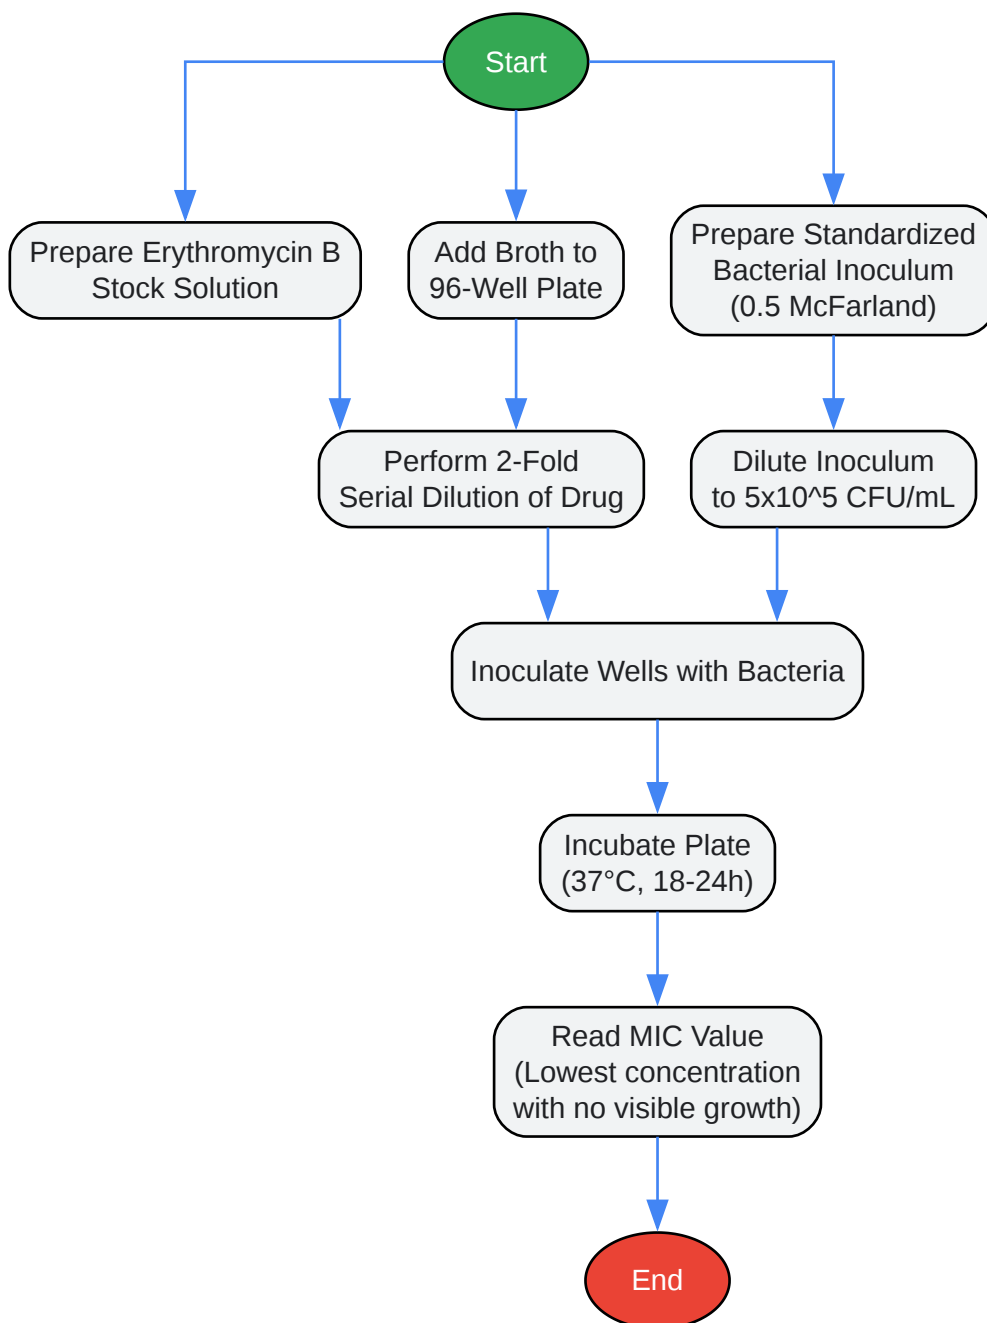 Start
Prepare Erythromycin B
Stock Solution
Add Broth to
96-Well Plate
Prepare Standardized
Bacterial Inoculum
(0.5 McFarland)
Perform 2-Fold
Serial Dilution of Drug
Dilute Inoculum
to 5x10^5 CFU/mL
Inoculate Wells with Bacteria
Incubate Plate
(37°C, 18-24h)
Read MIC Value
(Lowest concentration
with no visible growth)
End